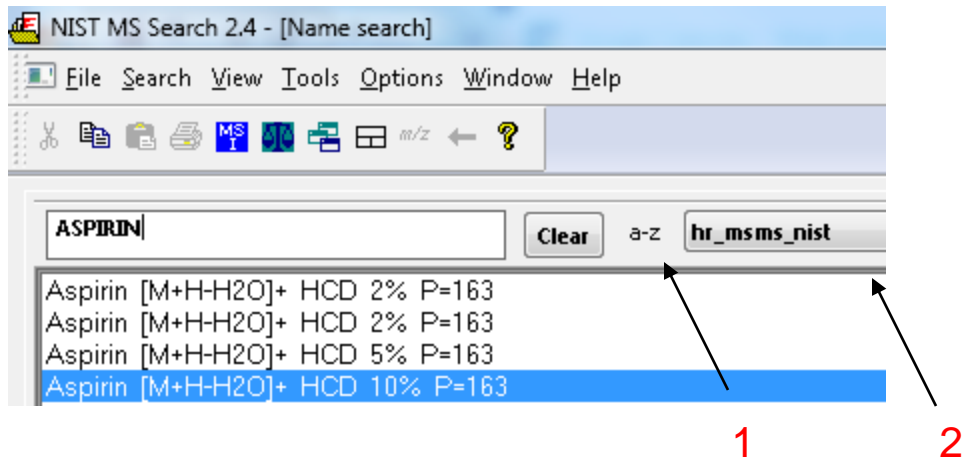 NIST MS Search 2.4 - [Name search]
File Search View Tools Options Window Help
MS I m/z ?
ASPIRIN Clear a-z hr_msms_nist
Aspirin [M+H-H2O]+ HCD 2% P=163
Aspirin [M+H-H2O]+ HCD 2% P=163
Aspirin [M+H-H2O]+ HCD 5% P=163
Aspirin [M+H-H2O]+ HCD 10% P=163
1 2